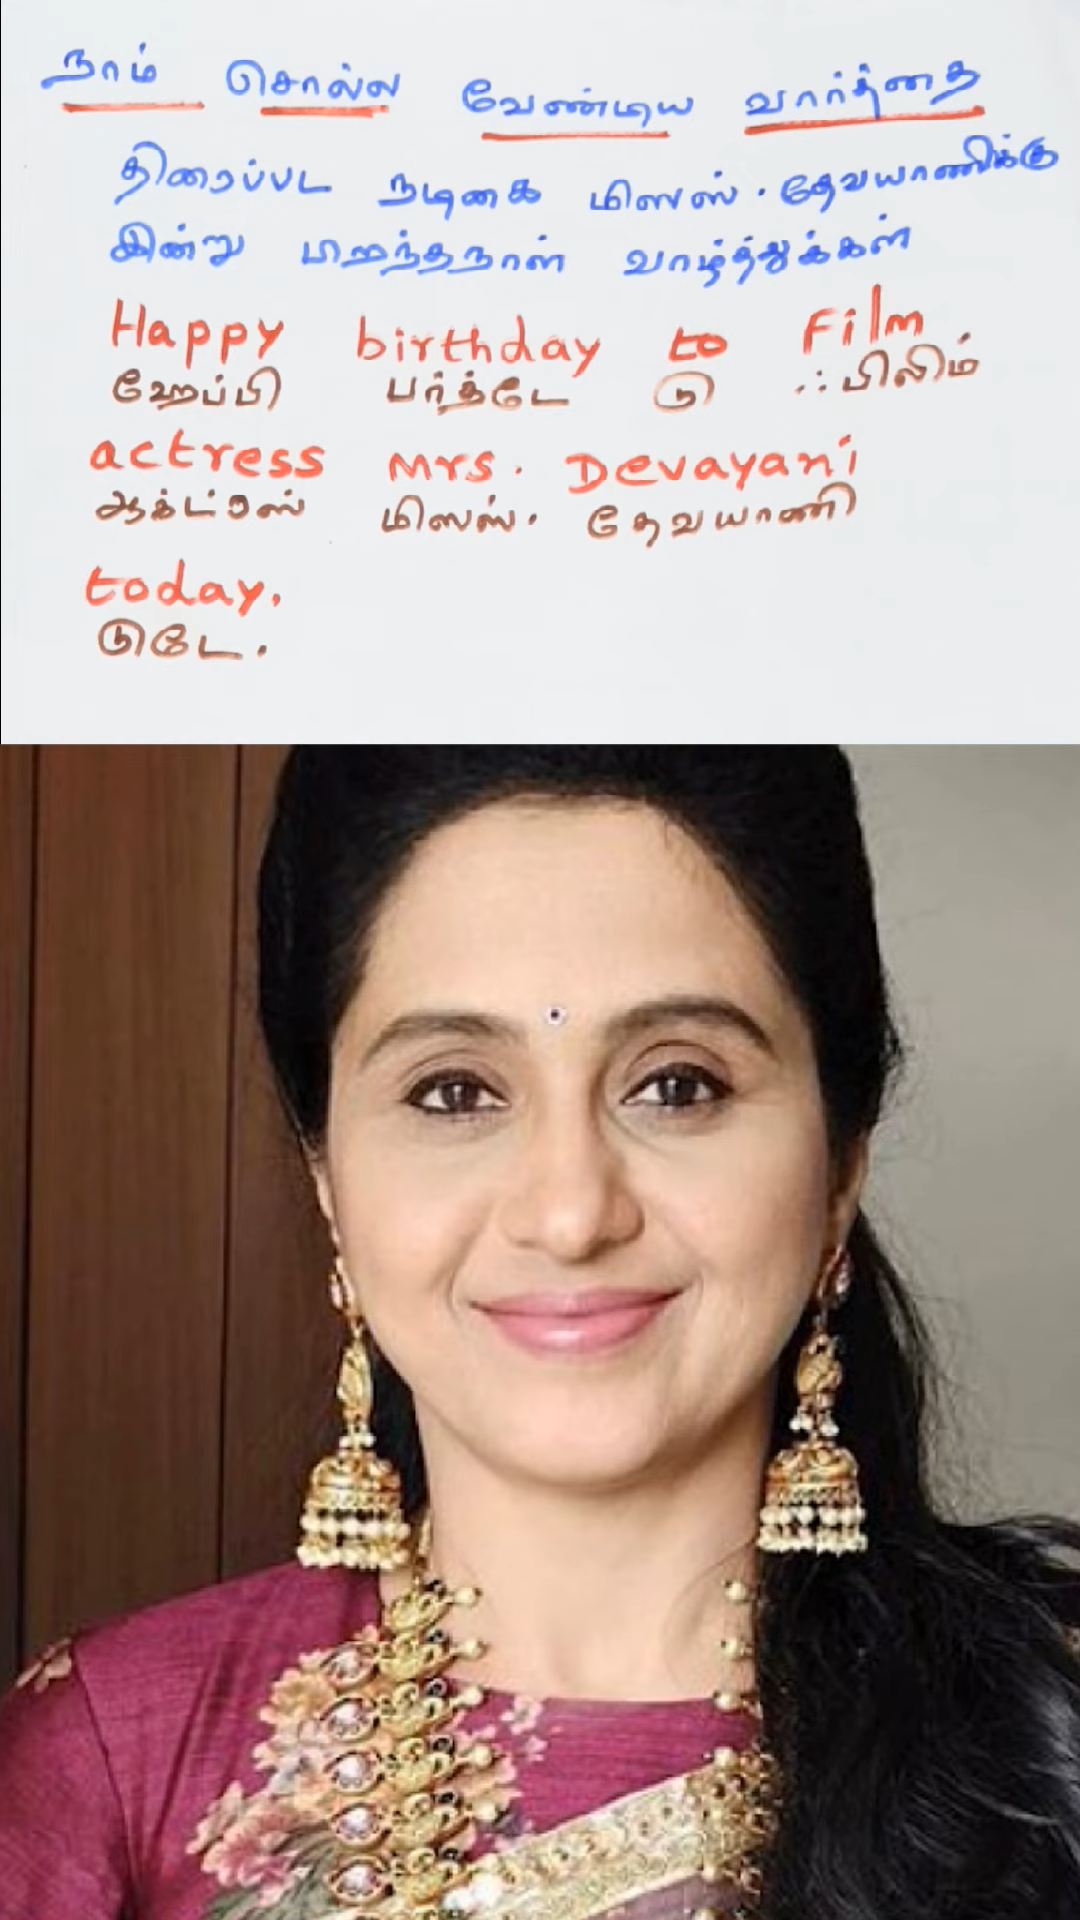 நாம் சொல்ல வேண்டிய வார்த்தை
திரைப்பட நடிகை மிஸஸ். தேவயாணிக்கு
இன்று பிறந்தநாள் வாழ்த்துக்கள்
Happy birthday to Film
ஹேப்பி பர்த்டே டு ஃபிலிம்
actress Mrs. Devayani
ஆக்ட்ரஸ் மிஸஸ். தேவயாணி
today.
டுடே.